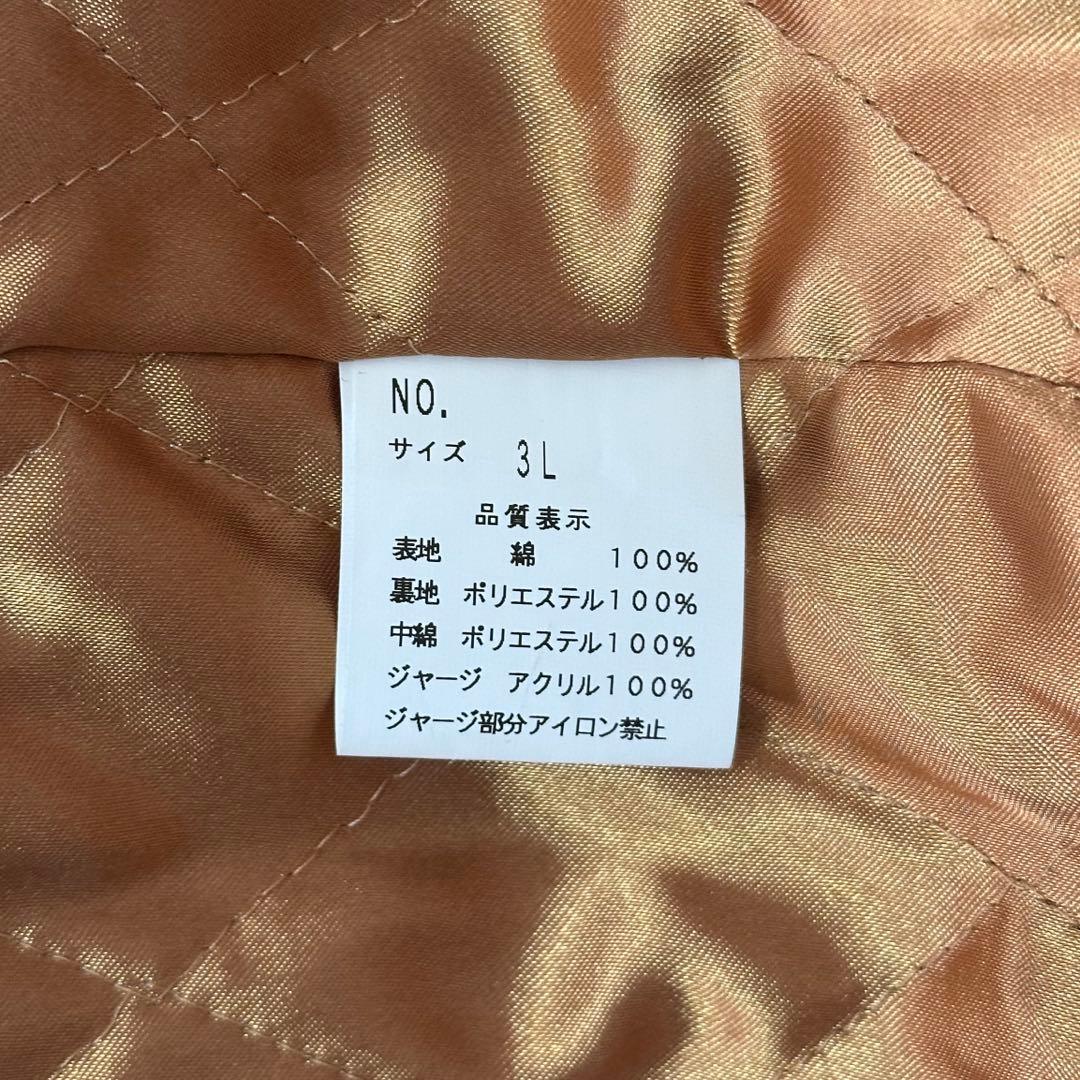 NO.
サイズ 3L
品質表示
表地 綿 100%
裏地 ポリエステル100%
中綿 ポリエステル100%
ジャージ アクリル100%
ジャージ部分アイロン禁止